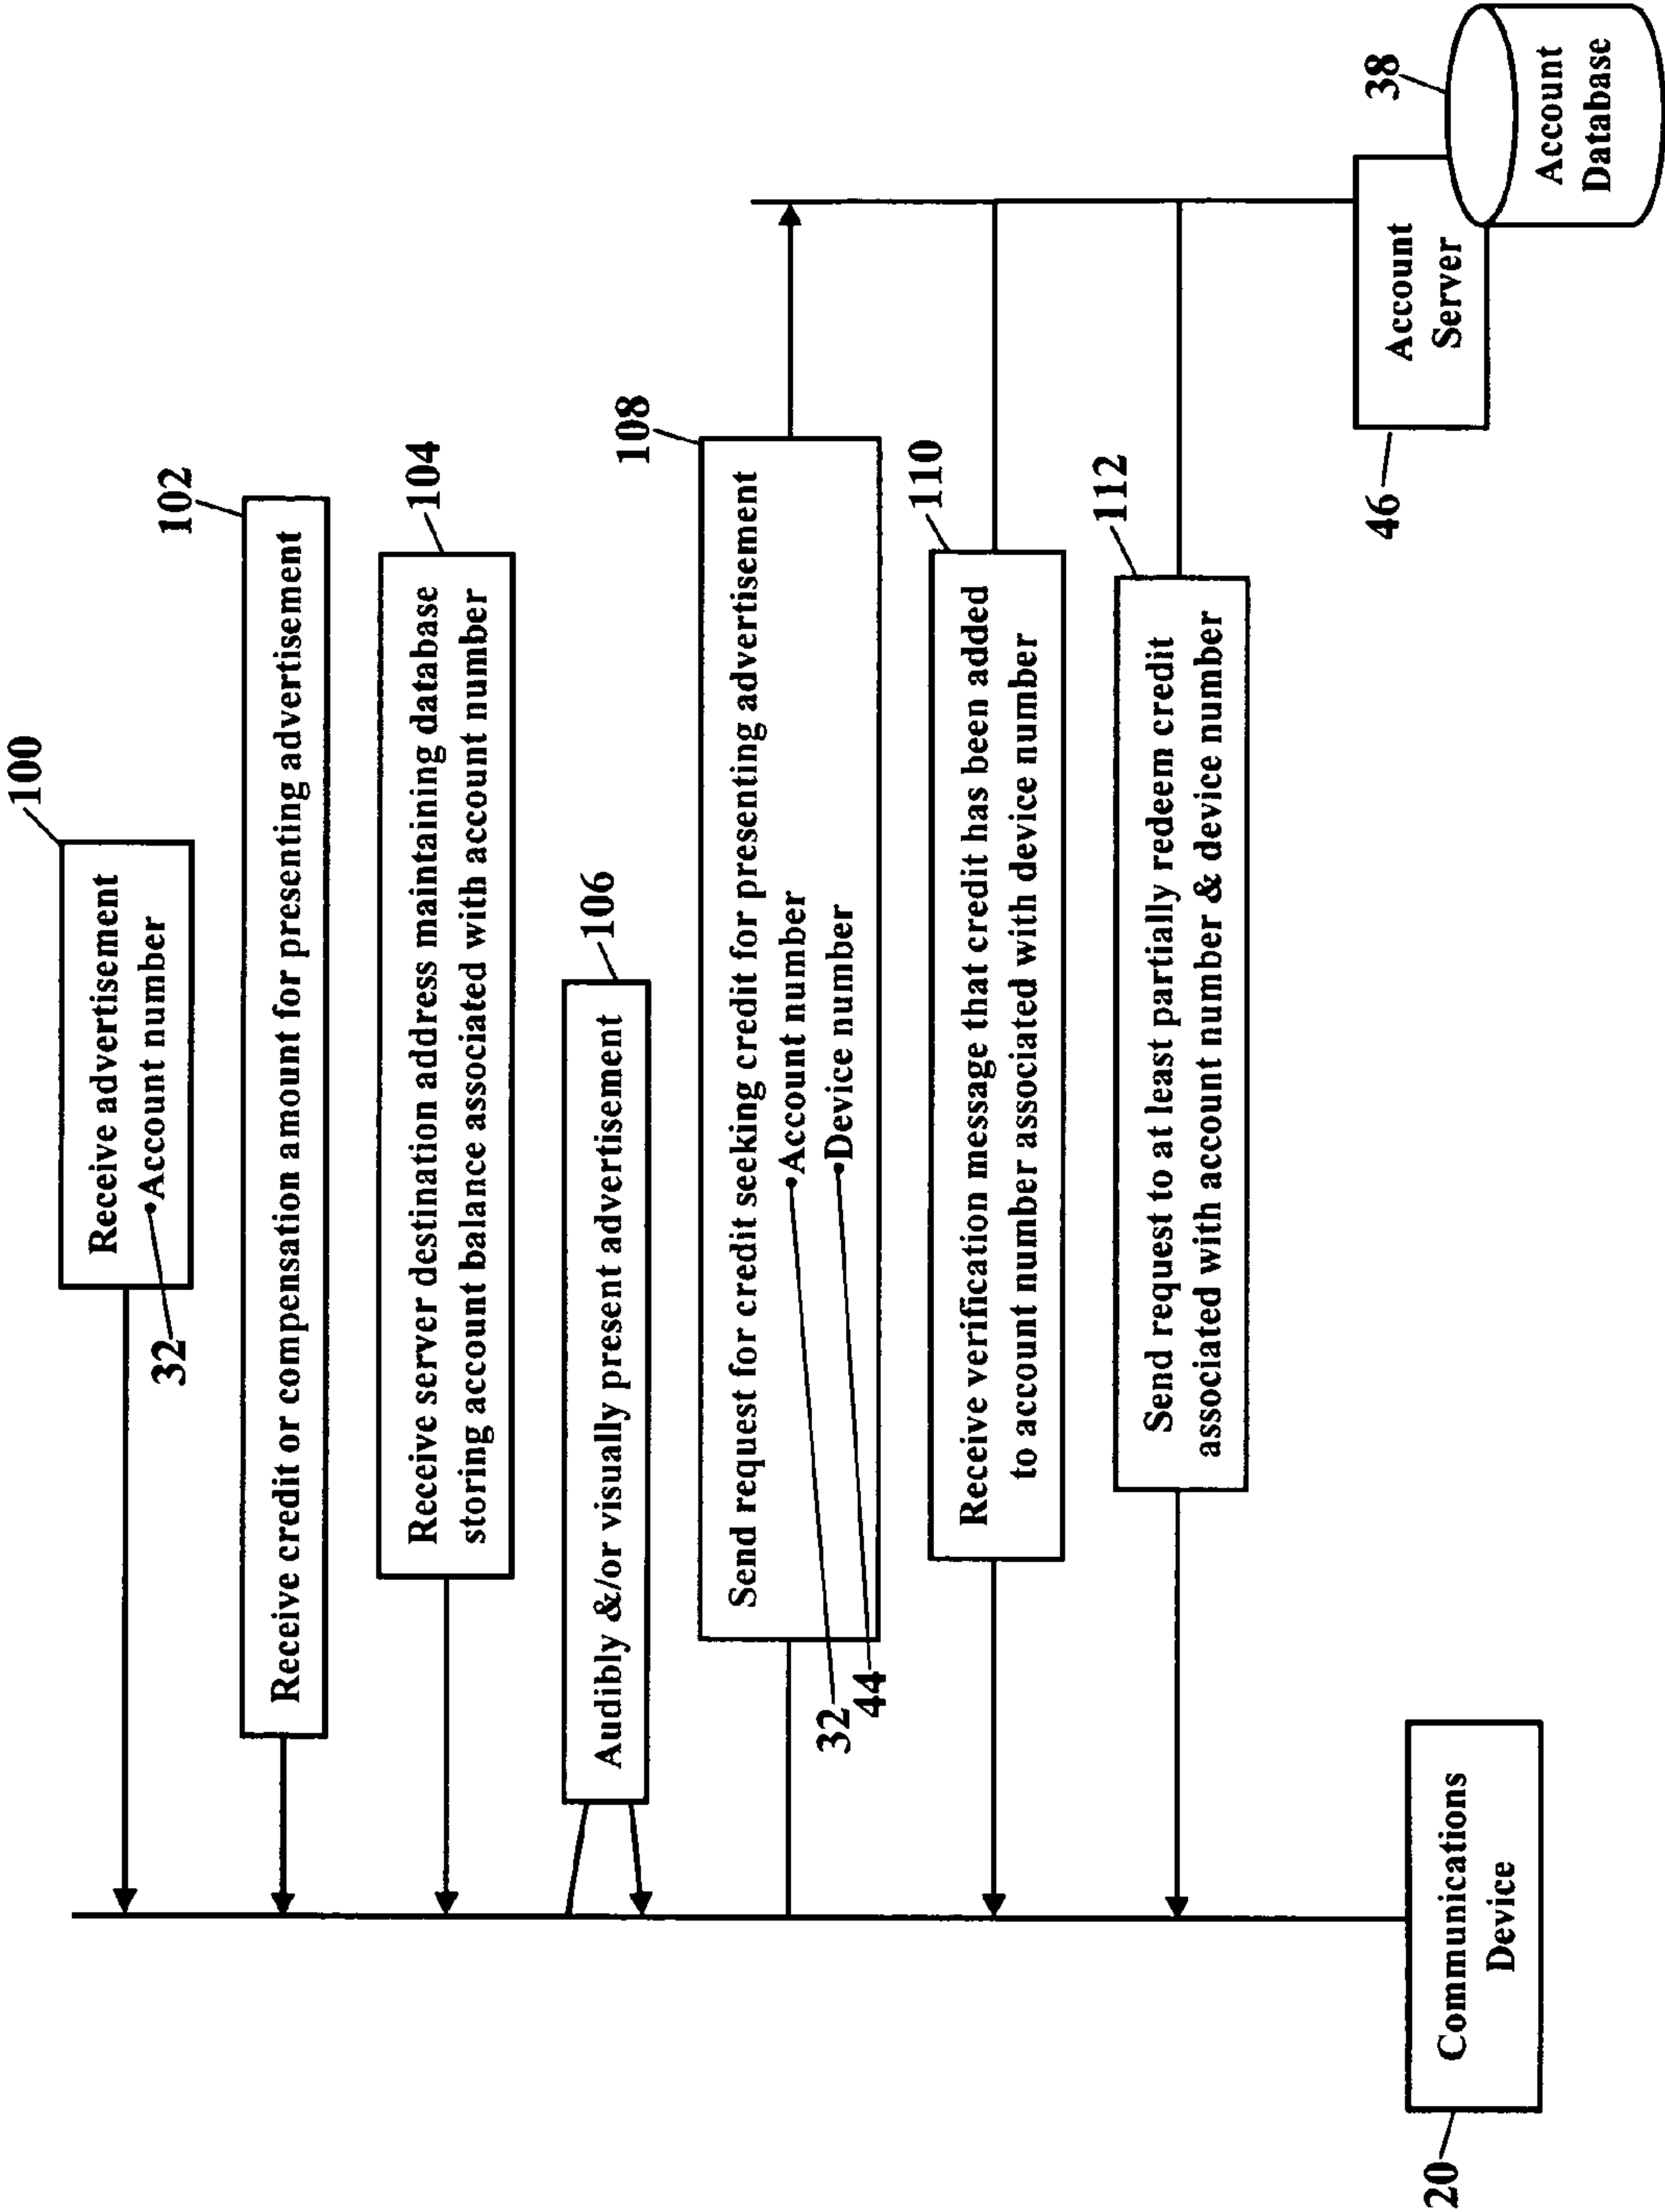 100
Receive advertisement
•Account number
32
102
Receive credit or compensation amount for presenting advertisement
104
Receive server destination address maintaining database
storing account balance associated with account number
106
Audibly &/or visually present advertisement
108
Send request for credit seeking credit for presenting advertisement
•Account number
•Device number
32
44
110
Receive verification message that credit has been added
to account number associated with device number
112
Send request to at least partially redeem credit
associated with account number & device number
20
Communications
Device
46
Account
Server
38
Account
Database